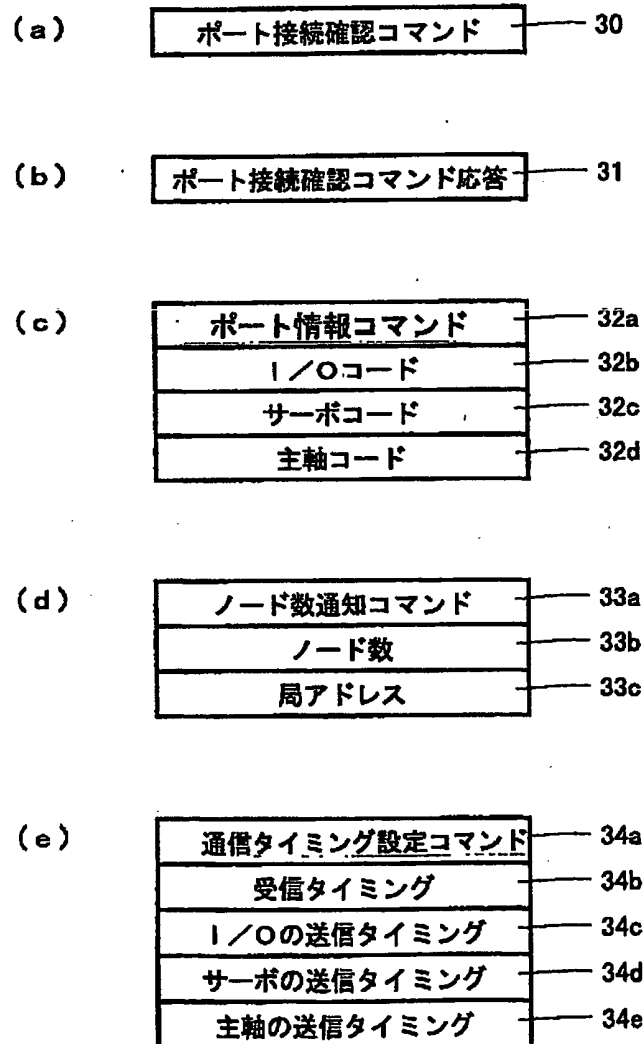 (a) ポート接続確認コマンド 30
(b) ポート接続確認コマンド応答 31
(c) ポート情報コマンド 32a
I/Oコード 32b
サーボコード 32c
主軸コード 32d
(d) ノード数通知コマンド 33a
ノード数 33b
局アドレス 33c
(e) 通信タイミング設定コマンド 34a
受信タイミング 34b
I/Oの送信タイミング 34c
サーボの送信タイミング 34d
主軸の送信タイミング 34e